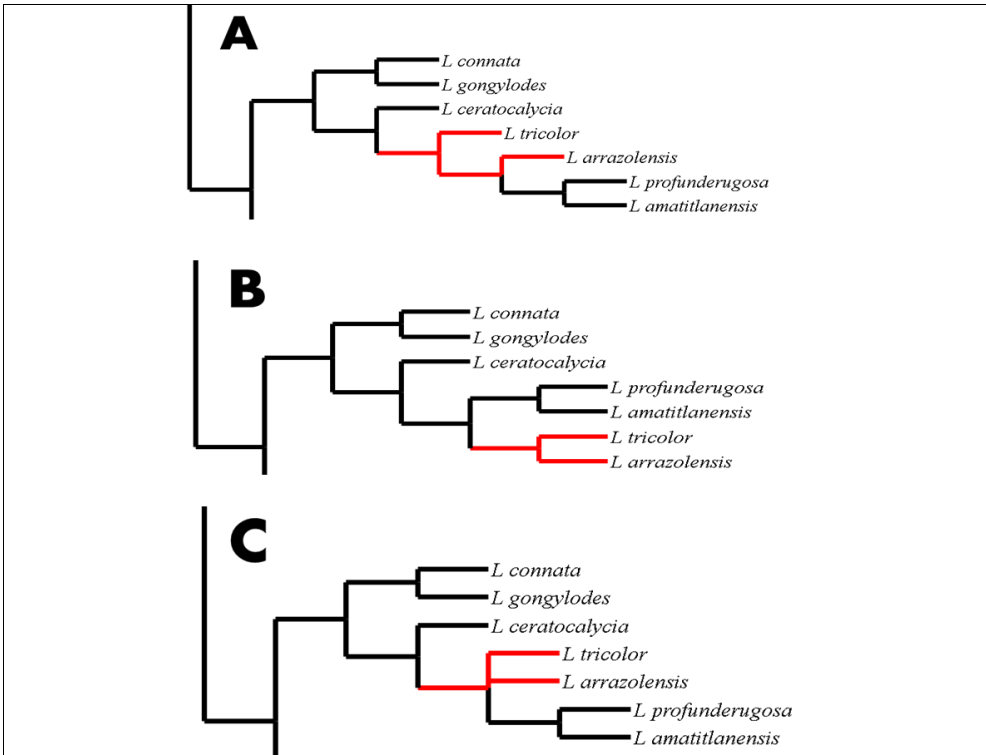 A
L connata
L gongylodes
L ceratocalycia
L tricolor
L arrazolensis
L profunderugosa
L amatitlanensis
B
L connata
L gongylodes
L ceratocalycia
L profunderugosa
L amatitlanensis
L tricolor
L arrazolensis
C
L connata
L gongylodes
L ceratocalycia
L tricolor
L arrazolensis
L profunderugosa
L amatitlanensis